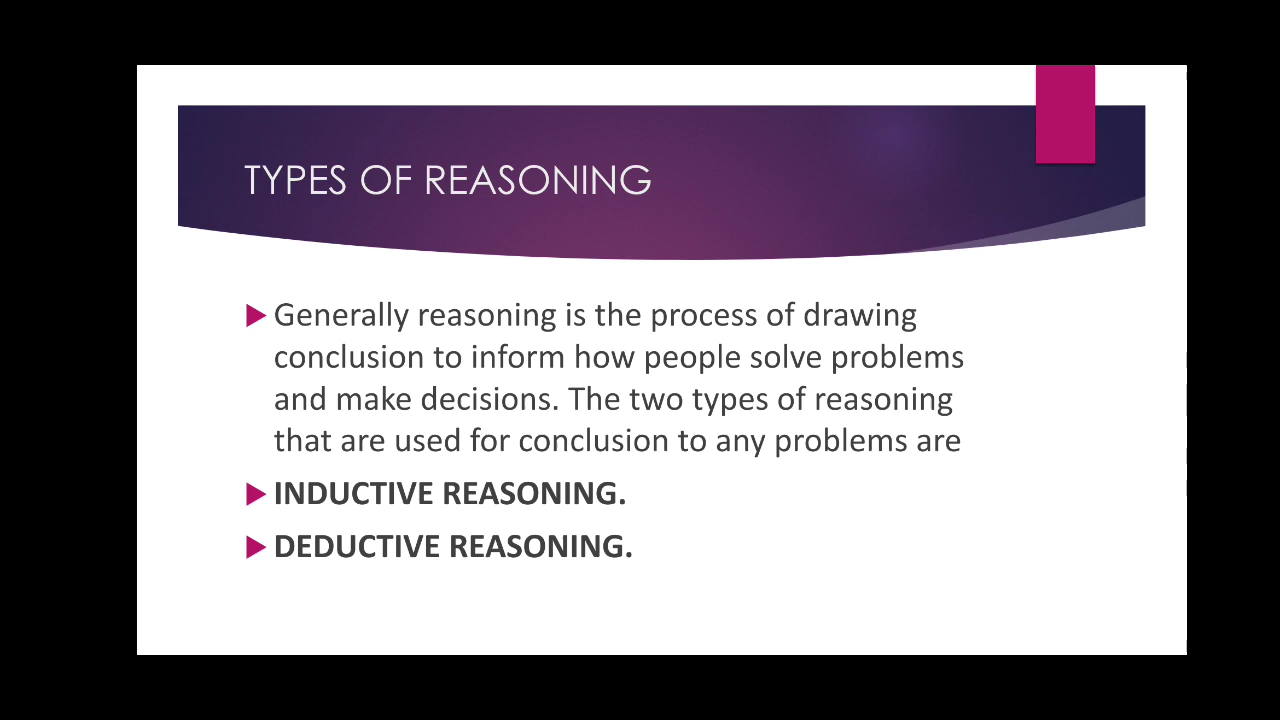 TYPES OF REASONING
Generally reasoning is the process of drawing
conclusion to inform how people solve problems
and make decisions. The two types of reasoning
that are used for conclusion to any problems are
INDUCTIVE REASONING.
DEDUCTIVE REASONING.